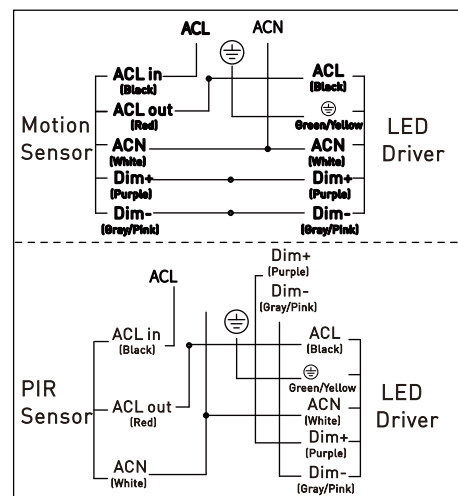 ACL
ACN
Motion
Sensor
ACL in
(Black)
ACL out
(Red)
ACN
(White)
Dim+
(Purple)
Dim-
(Gray/Pink)
ACL
(Black)
Green/Yellow
ACN
(White)
Dim+
(Purple)
Dim-
(Gray/Pink)
LED
Driver
ACL
Dim+
(Purple)
Dim-
(Gray/Pink)
PIR
Sensor
ACL in
(Black)
ACL out
(Red)
ACN
(White)
ACL
(Black)
Green/Yellow
ACN
(White)
Dim+
(Purple)
Dim-
(Gray/Pink)
LED
Driver